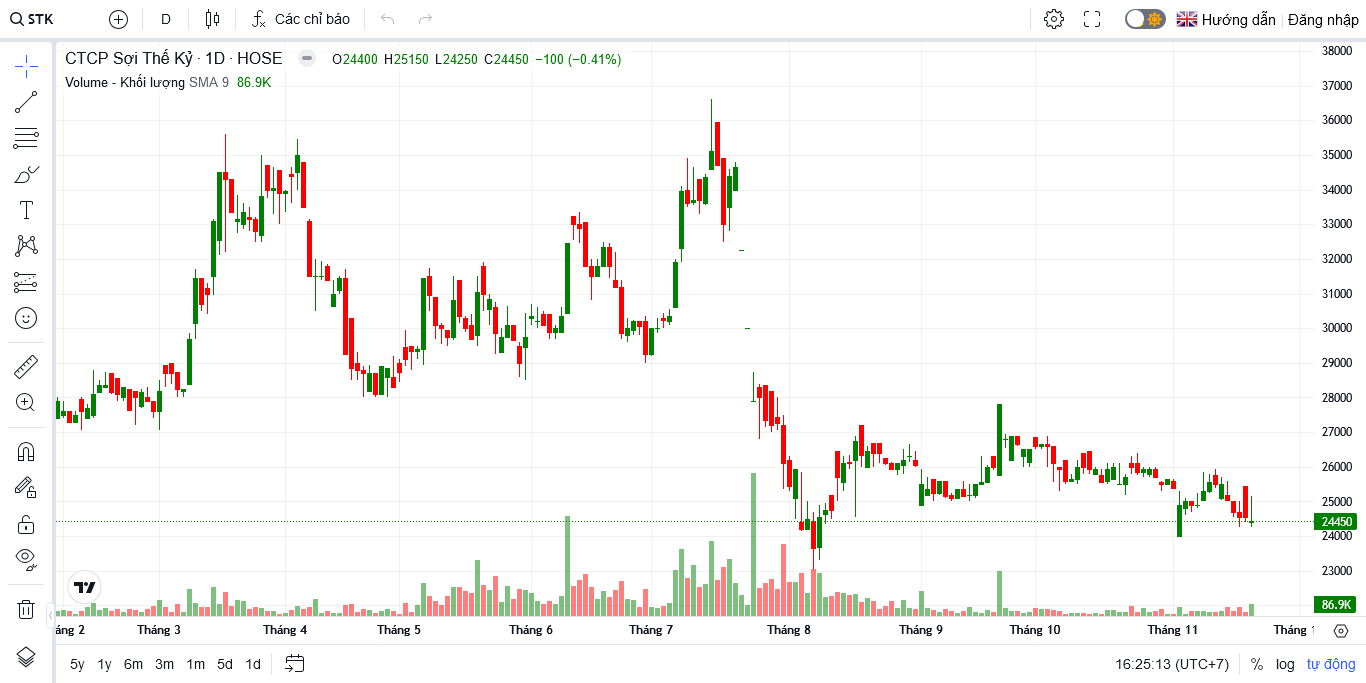 STK D Các chỉ báo Hướng dẫn Đăng nhập
CTCP Sợi Thế Kỷ · 1D · HOSE O24400 H25150 L24250 C24450 −100 (−0.41%)
Volume - Khối lượng SMA 9 86.9K
38000
37000
36000
35000
34000
33000
32000
31000
30000
29000
28000
27000
26000
25000
24450
24000
23000
86.9K
áng 2 Tháng 3 Tháng 4 Tháng 5 Tháng 6 Tháng 7 Tháng 8 Tháng 9 Tháng 10 Tháng 11 Tháng 1
5y 1y 6m 3m 1m 5d 1d 16:25:13 (UTC+7) % log tự động